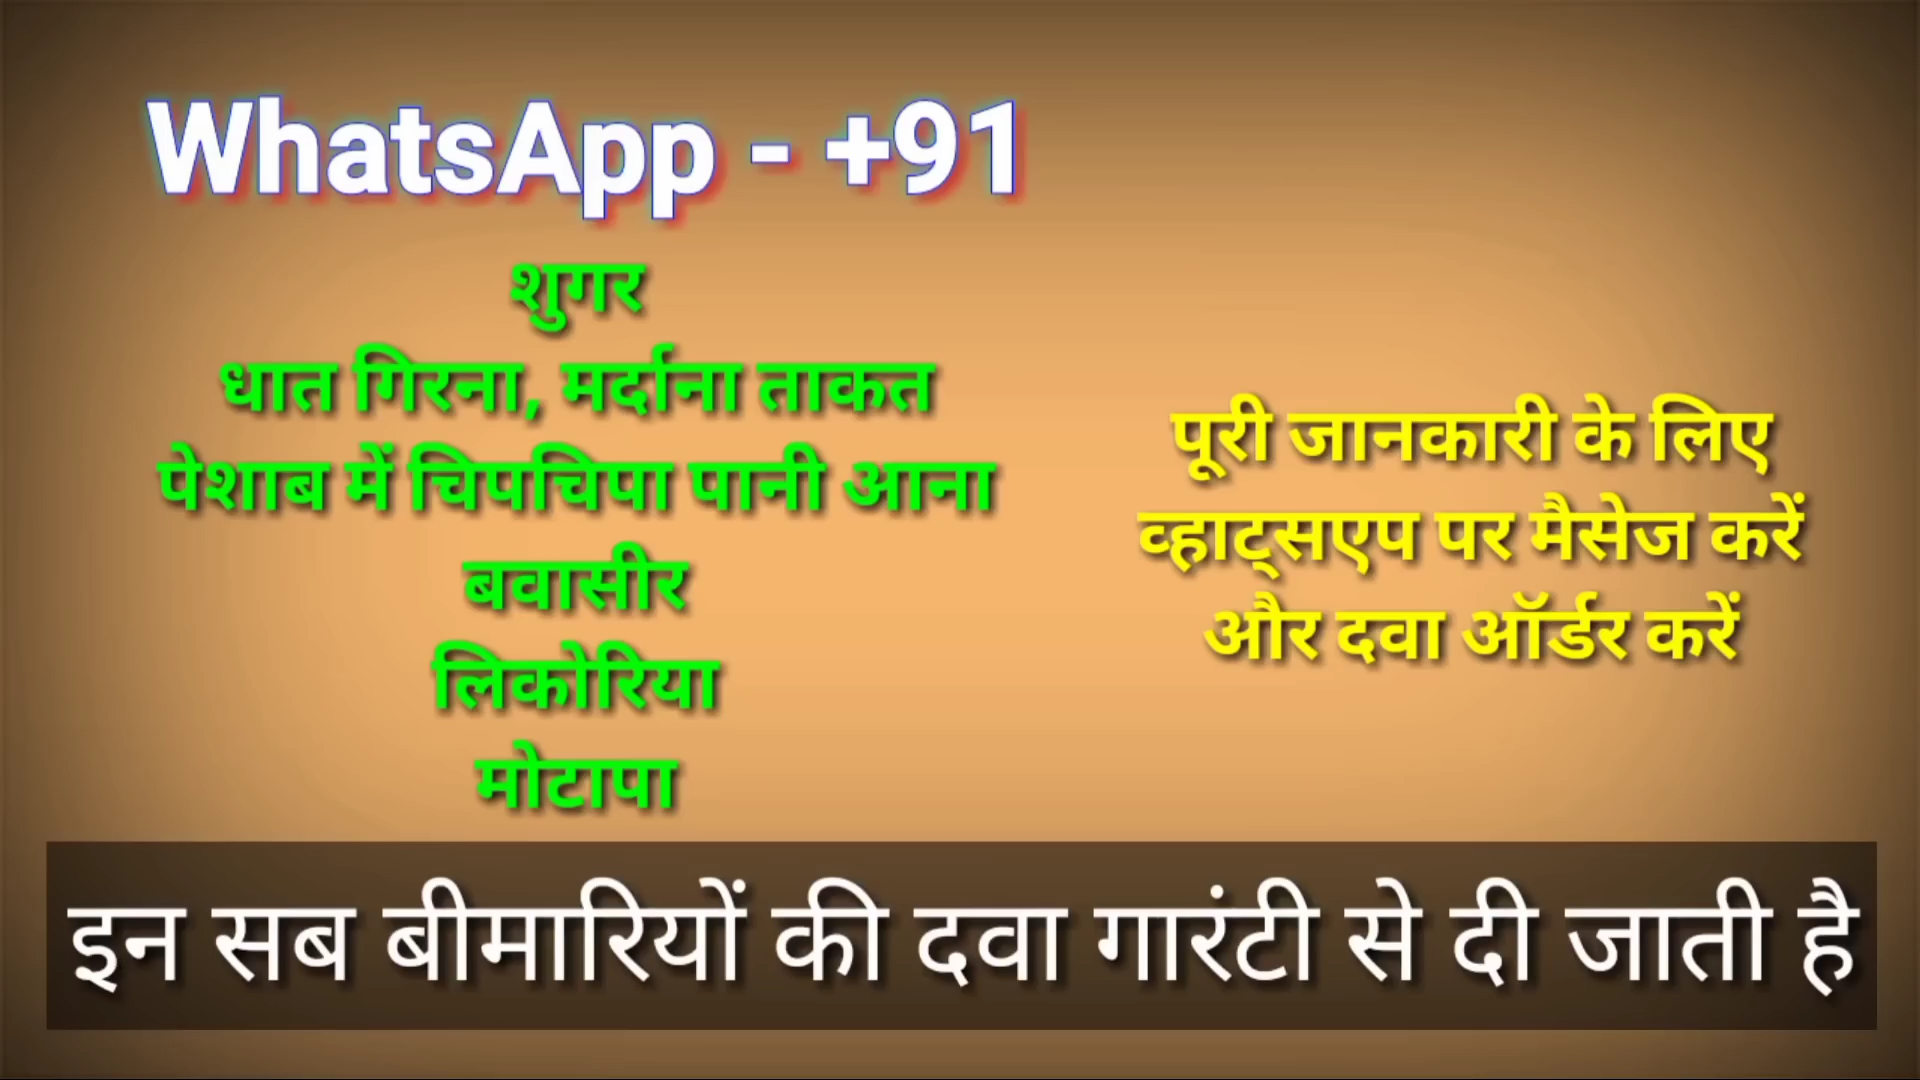 WhatsApp - +91
शुगर
धात गिरना, मर्दाना ताकत
पेशाब में चिपचिपा पानी आना
बवासीर
लिकोरिया
मोटापा
पूरी जानकारी के लिए
व्हाट्सएप पर मैसेज करें
और दवा ऑर्डर करें
इन सब बीमारियों की दवा गारंटी से दी जाती है